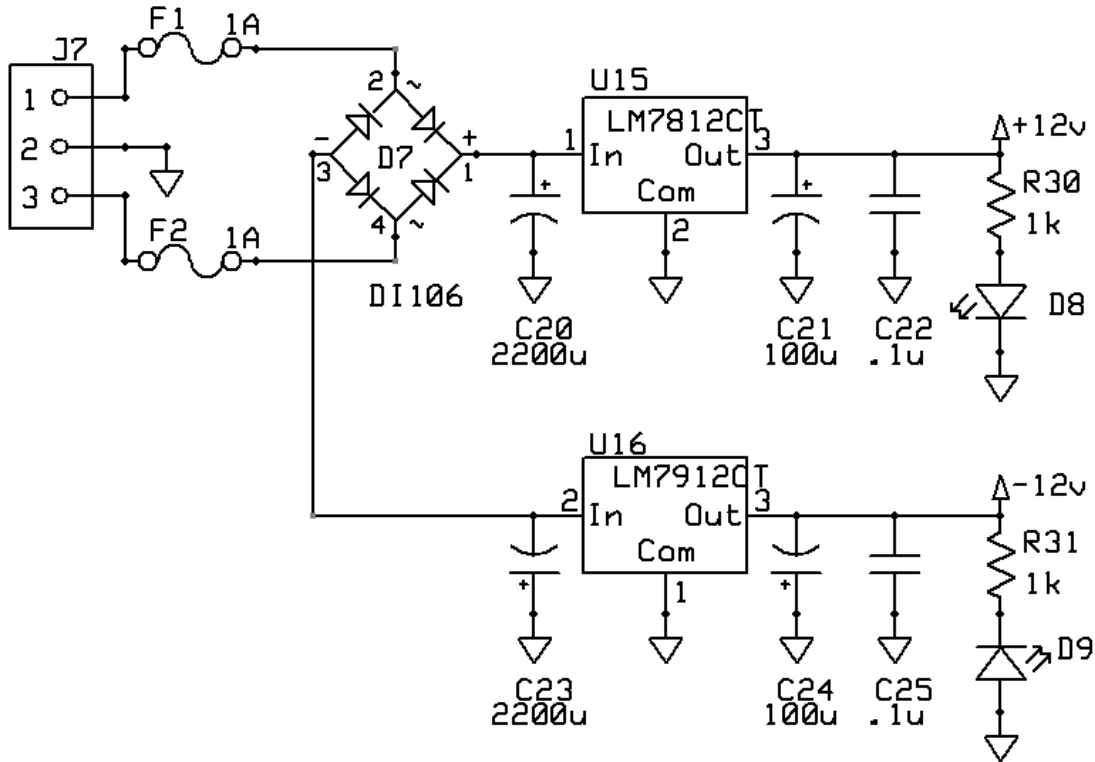 F1 1A
J7
1
2
3
F2 1A
2 ~
- +
D7
3 1
4 ~
DI106
U15
LM7812CT
1 In Out 3
Com
2
+
C20
2200u
+
C21
100u
C22
.1u
+12v
R30
1k
D8
U16
LM7912CT
2 In Out 3
Com
1
+
C23
2200u
+
C24
100u
C25
.1u
-12v
R31
1k
D9